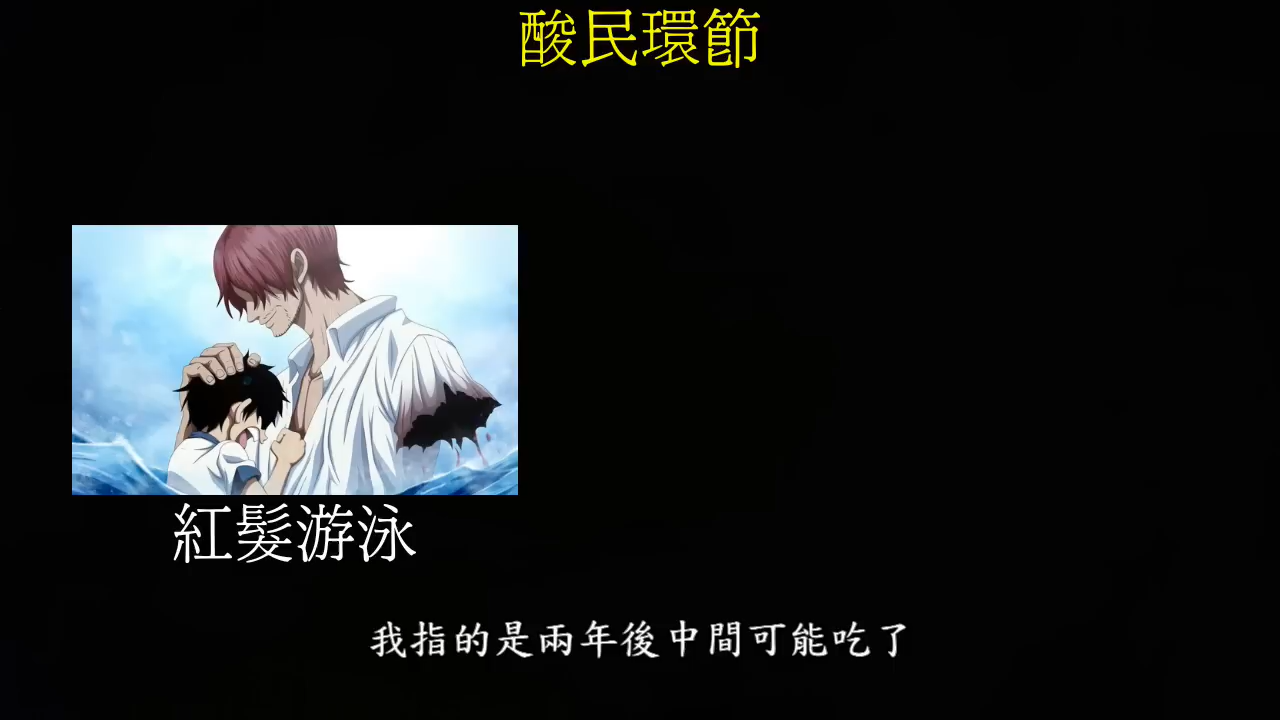 酸民環節
紅髮游泳
我指的是兩年後中間可能吃了